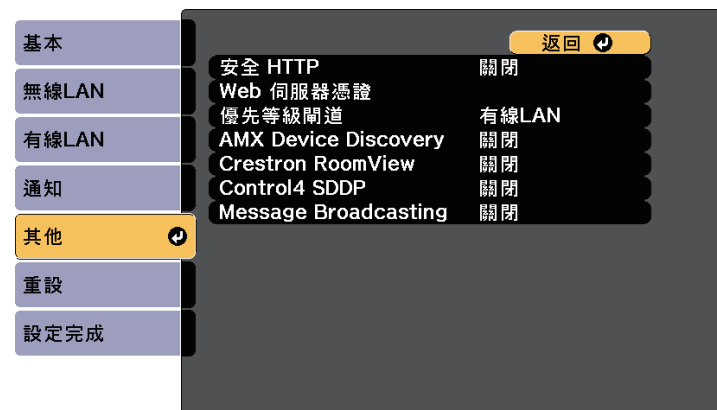 基本
無線LAN
有線LAN
通知
其他
重設
設定完成
返回
安全 HTTP 關閉
Web 伺服器憑證
優先等級閘道 有線LAN
AMX Device Discovery 關閉
Crestron RoomView 關閉
Control4 SDDP 關閉
Message Broadcasting 關閉